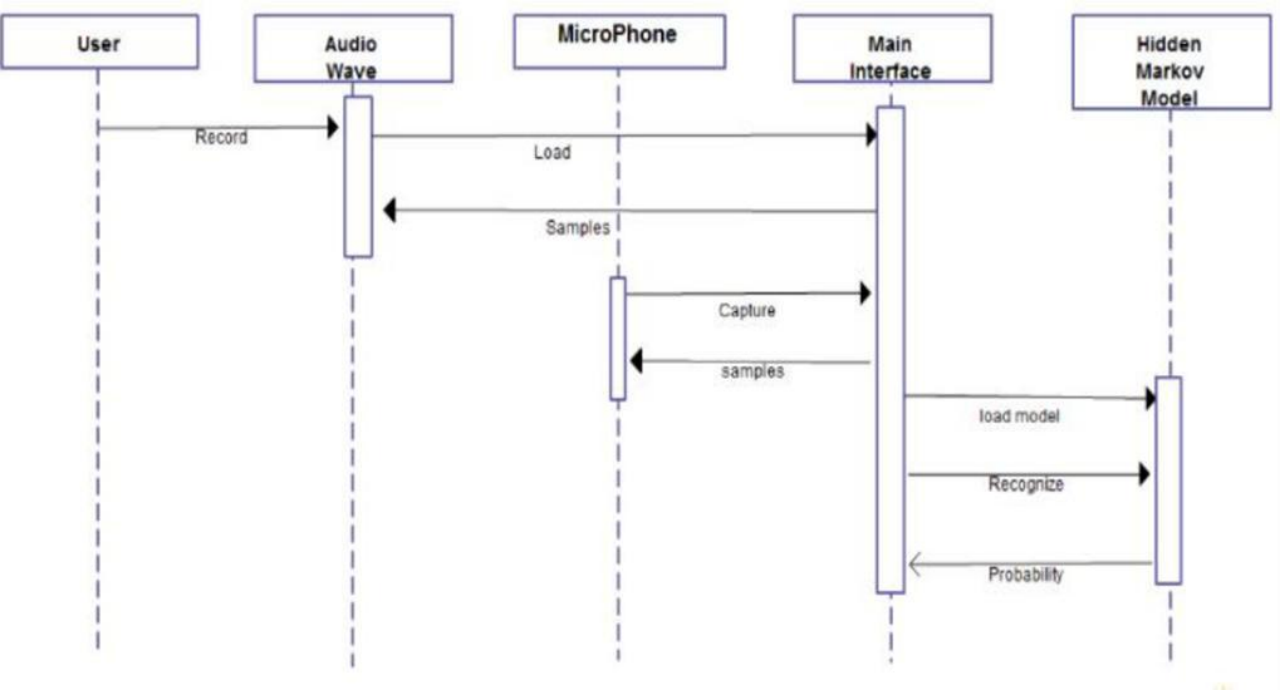 User
Audio
Wave
MicroPhone
Main
Interface
Hidden
Markov
Model
Record
Load
Samples
Capture
samples
load model
Recognize
Probability